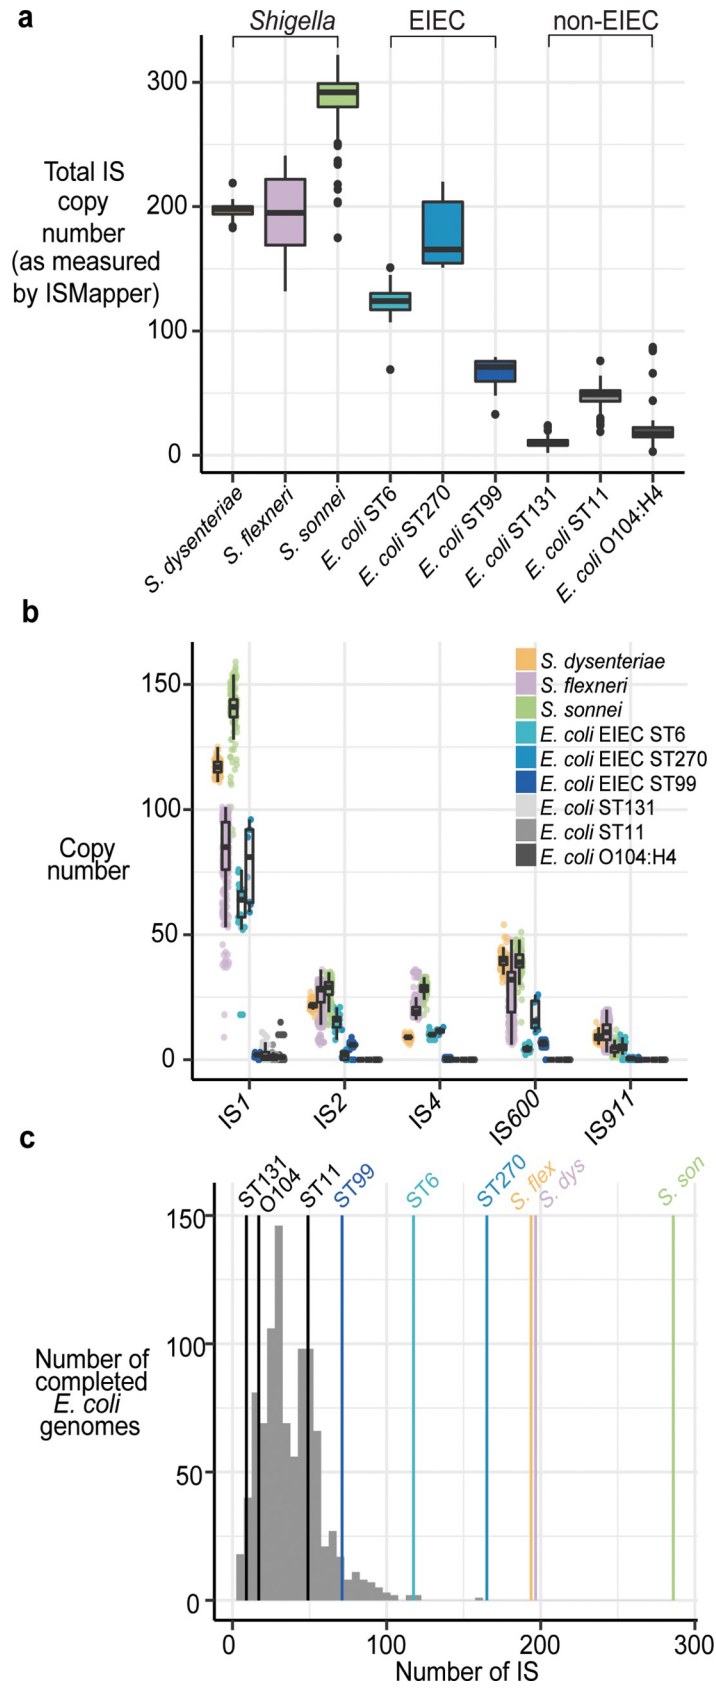 a
Shigella EIEC non-EIEC
Total IS
copy
number
(as measured
by ISMapper)
300
200
100
0
S. dysenteriae
S. flexneri
S. sonnei
E. coli ST6
E. coli ST270
E. coli ST99
E. coli ST131
E. coli ST11
E. coli O104:H4
b
Copy
number
150
100
50
0
S. dysenteriae
S. flexneri
S. sonnei
E. coli EIEC ST6
E. coli EIEC ST270
E. coli EIEC ST99
E. coli ST131
E. coli ST11
E. coli O104:H4
IS1
IS2
IS4
IS600
IS911
c
ST131
O104
ST11
ST99
ST6
ST270
S. flex
S. dys
S. son
Number of
completed
E. coli
genomes
150
100
50
0
0 100 200 300
Number of IS